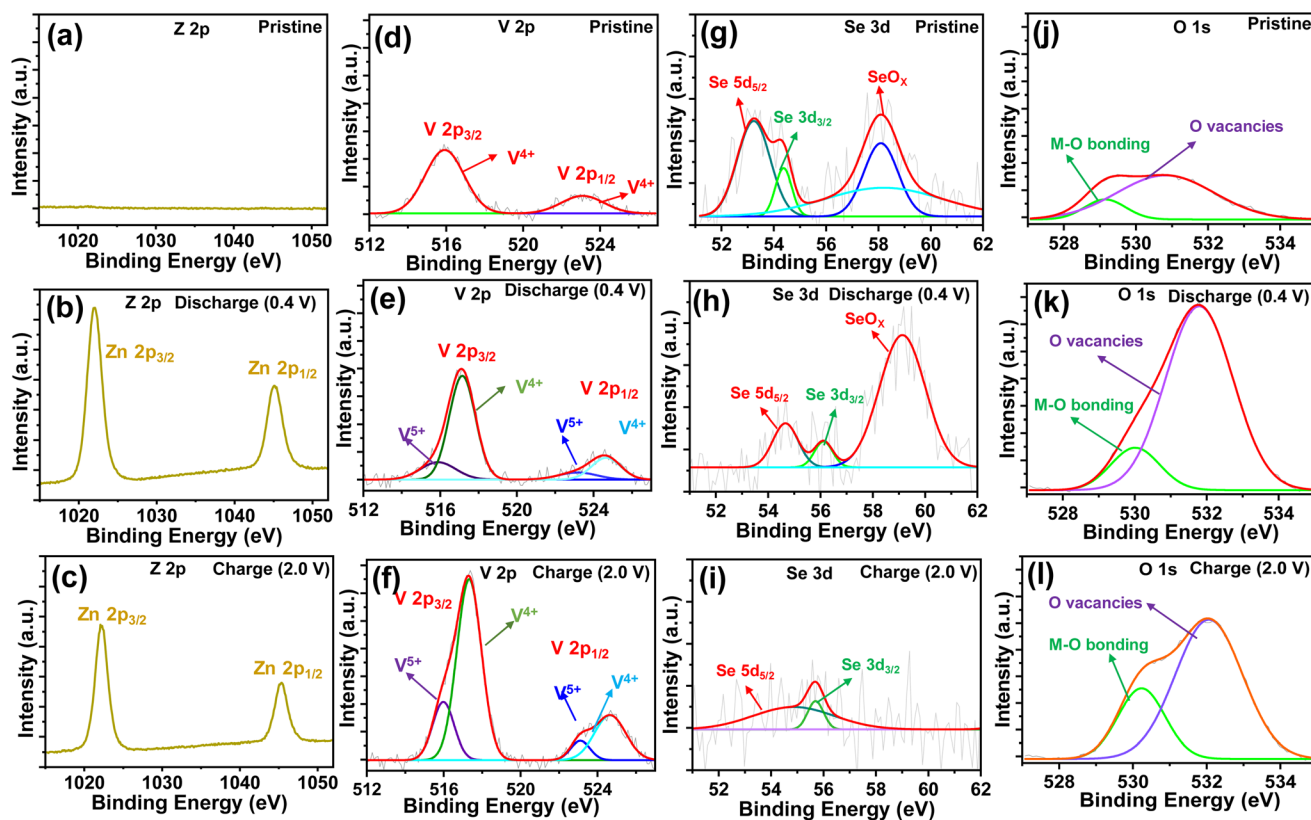 (a)
Z 2p
Pristine
Intensity (a.u.)
1020 1030 1040 1050
Binding Energy (eV)
(d)
V 2p
Pristine
V 2p3/2
V4+
V 2p1/2
V4+
Intensity (a.u.)
512 516 520 524
Binding Energy (eV)
(g)
Se 3d
Pristine
Se 5d5/2
Se 3d3/2
SeOX
Intensity (a.u.)
52 54 56 58 60 62
Binding Energy (eV)
(j)
O 1s
Pristine
M-O bonding
O vacancies
Intensity (a.u.)
528 530 532 534
Binding Energy (eV)
(b)
Z 2p Discharge (0.4 V)
Zn 2p3/2
Zn 2p1/2
Intensity (a.u.)
1020 1030 1040 1050
Binding Energy (eV)
(e)
V 2p Discharge (0.4 V)
V 2p3/2
V4+
V5+
V 2p1/2
V5+
V4+
Intensity (a.u.)
512 516 520 524
Binding Energy (eV)
(h)
Se 3d Discharge (0.4 V)
SeOX
Se 5d5/2
Se 3d3/2
Intensity (a.u.)
52 54 56 58 60 62
Binding Energy (eV)
(k)
O 1s Discharge (0.4 V)
O vacancies
M-O bonding
Intensity (a.u.)
528 530 532 534
Binding Energy (eV)
(c)
Z 2p Charge (2.0 V)
Zn 2p3/2
Zn 2p1/2
Intensity (a.u.)
1020 1030 1040 1050
Binding Energy (eV)
(f)
V 2p Charge (2.0 V)
V 2p3/2
V4+
V5+
V 2p1/2
V5+
V4+
Intensity (a.u.)
512 516 520 524
Binding Energy (eV)
(i)
Se 3d Charge (2.0 V)
Se 5d5/2
Se 3d3/2
Intensity (a.u.)
52 54 56 58 60 62
Binding Energy (eV)
(l)
O 1s Charge (2.0 V)
O vacancies
M-O bonding
Intensity (a.u.)
528 530 532 534
Binding Energy (eV)